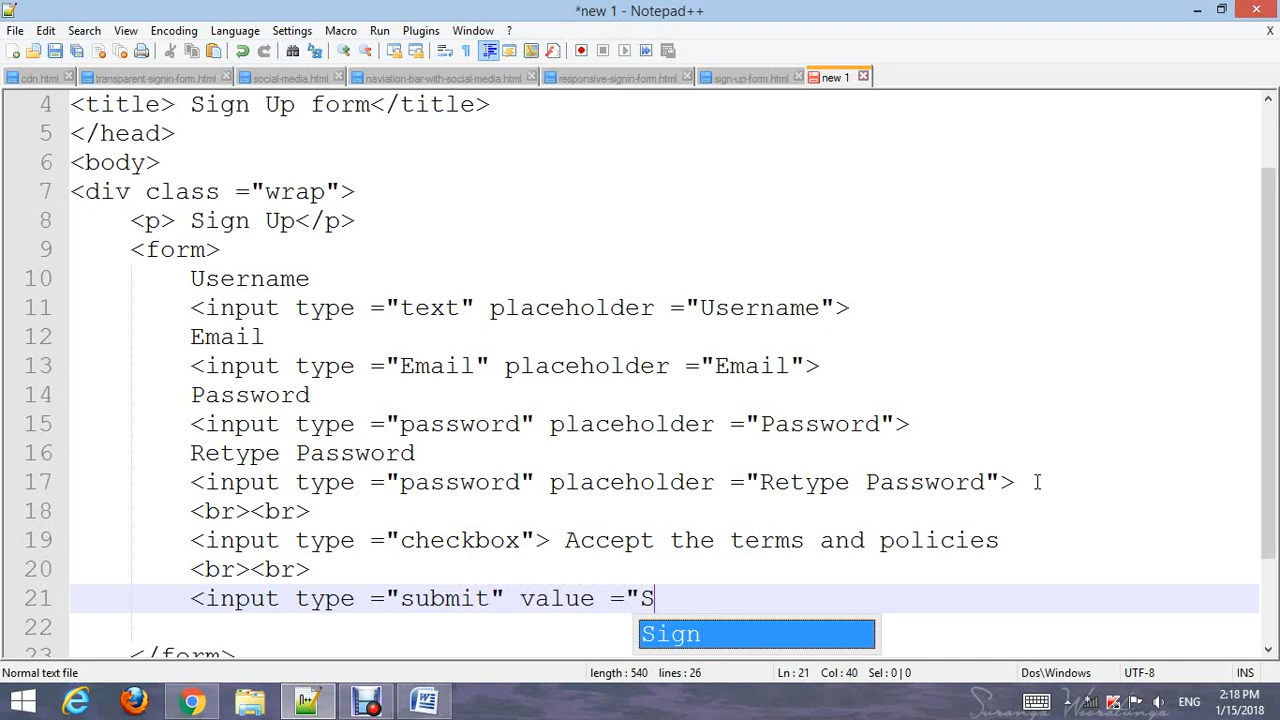 *new 1 - Notepad++
File Edit Search View Encoding Language Settings Macro Run Plugins Window ? X
cdn.html transparent-signin-form.html social-media.html naviation-bar-with-social-media.html responsive-signin-form.html sign-up-form.html new 1
4 <title> Sign Up form</title>
5 </head>
6 <body>
7 <div class ="wrap">
8 <p> Sign Up</p>
9 <form>
10 Username
11 <input type ="text" placeholder ="Username">
12 Email
13 <input type ="Email" placeholder ="Email">
14 Password
15 <input type ="password" placeholder ="Password">
16 Retype Password
17 <input type ="password" placeholder ="Retype Password">
18 <br><br>
19 <input type ="checkbox"> Accept the terms and policies
20 <br><br>
21 <input type ="submit" value ="S
Sign
22
23 </form>
Normal text file length : 540 lines : 26 Ln : 21 Col : 40 Sel : 0 | 0 Dos\Windows UTF-8 INS
Suranga Weeratunga
ENG 2:18 PM
1/15/2018